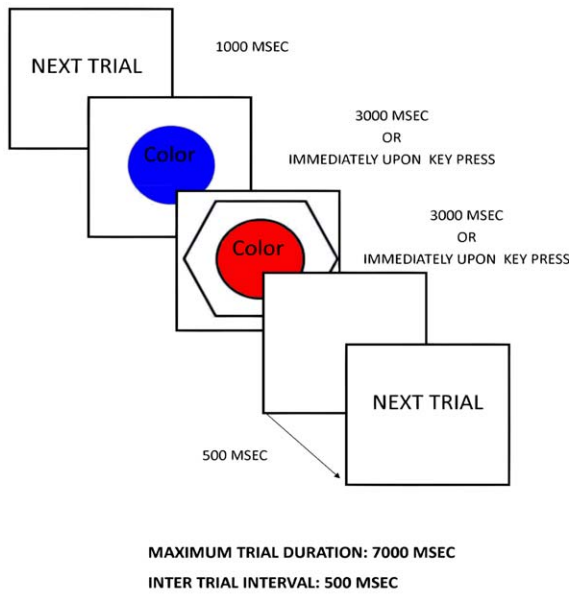 NEXT TRIAL
1000 MSEC
Color
3000 MSEC
OR
IMMEDIATELY UPON KEY PRESS
Color
3000 MSEC
OR
IMMEDIATELY UPON KEY PRESS
NEXT TRIAL
500 MSEC
MAXIMUM TRIAL DURATION: 7000 MSEC
INTER TRIAL INTERVAL: 500 MSEC